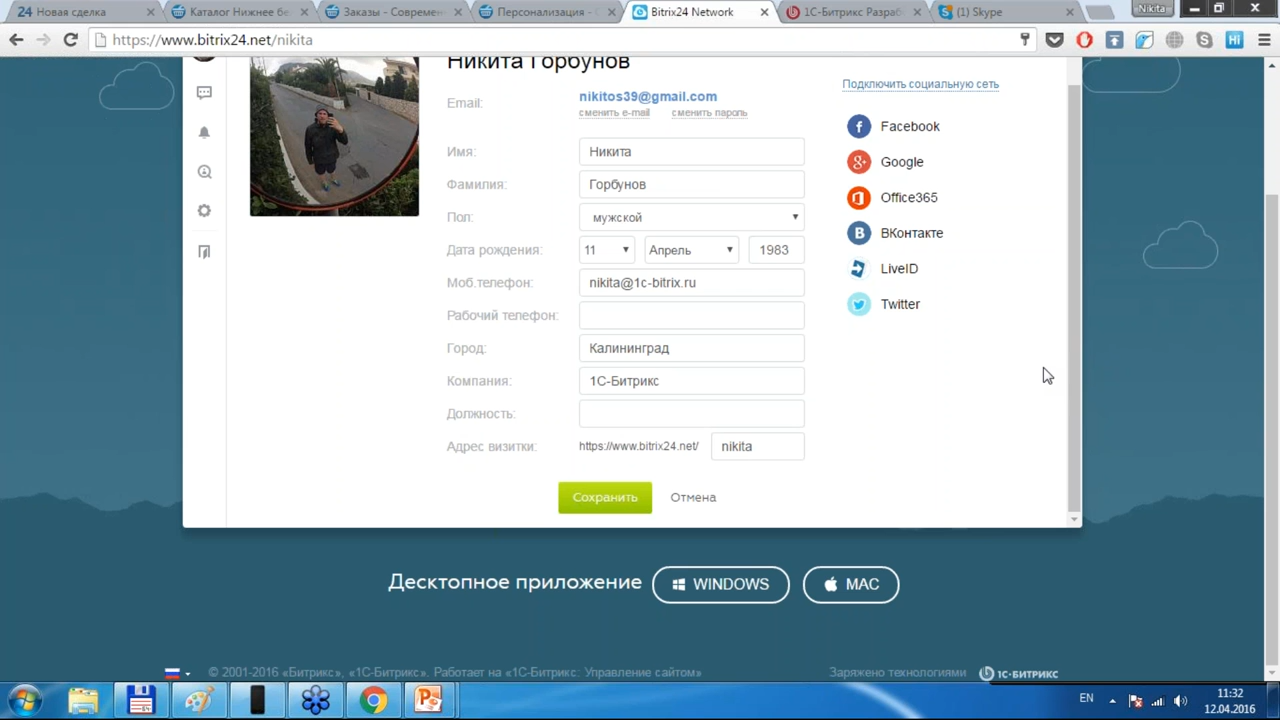 24 Новая сделка
Каталог Нижнее бе
Заказы - Современ
Персонализация -
Bitrix24 Network
1С-Битрикс Разраб
(1) Skype
Nikita
https://www.bitrix24.net/nikita
Hi
Никита Горбунов
Email:
nikitos39@gmail.com
сменить e-mail сменить пароль
Имя: Никита
Фамилия: Горбунов
Пол: мужской
Дата рождения: 11 Апрель 1983
Моб.телефон: nikita@1c-bitrix.ru
Рабочий телефон:
Город: Калининград
Компания: 1С-Битрикс
Должность:
Адрес визитки: https://www.bitrix24.net/ nikita
Сохранить Отмена
Подключить социальную сеть
Facebook
Google
Office365
ВКонтакте
LiveID
Twitter
Десктопное приложение WINDOWS MAC
© 2001-2016 «Битрикс», «1С-Битрикс». Работает на «1С-Битрикс: Управление сайтом»
Заряжено технологиями 1С-БИТРИКС
EN
11:32
12.04.2016